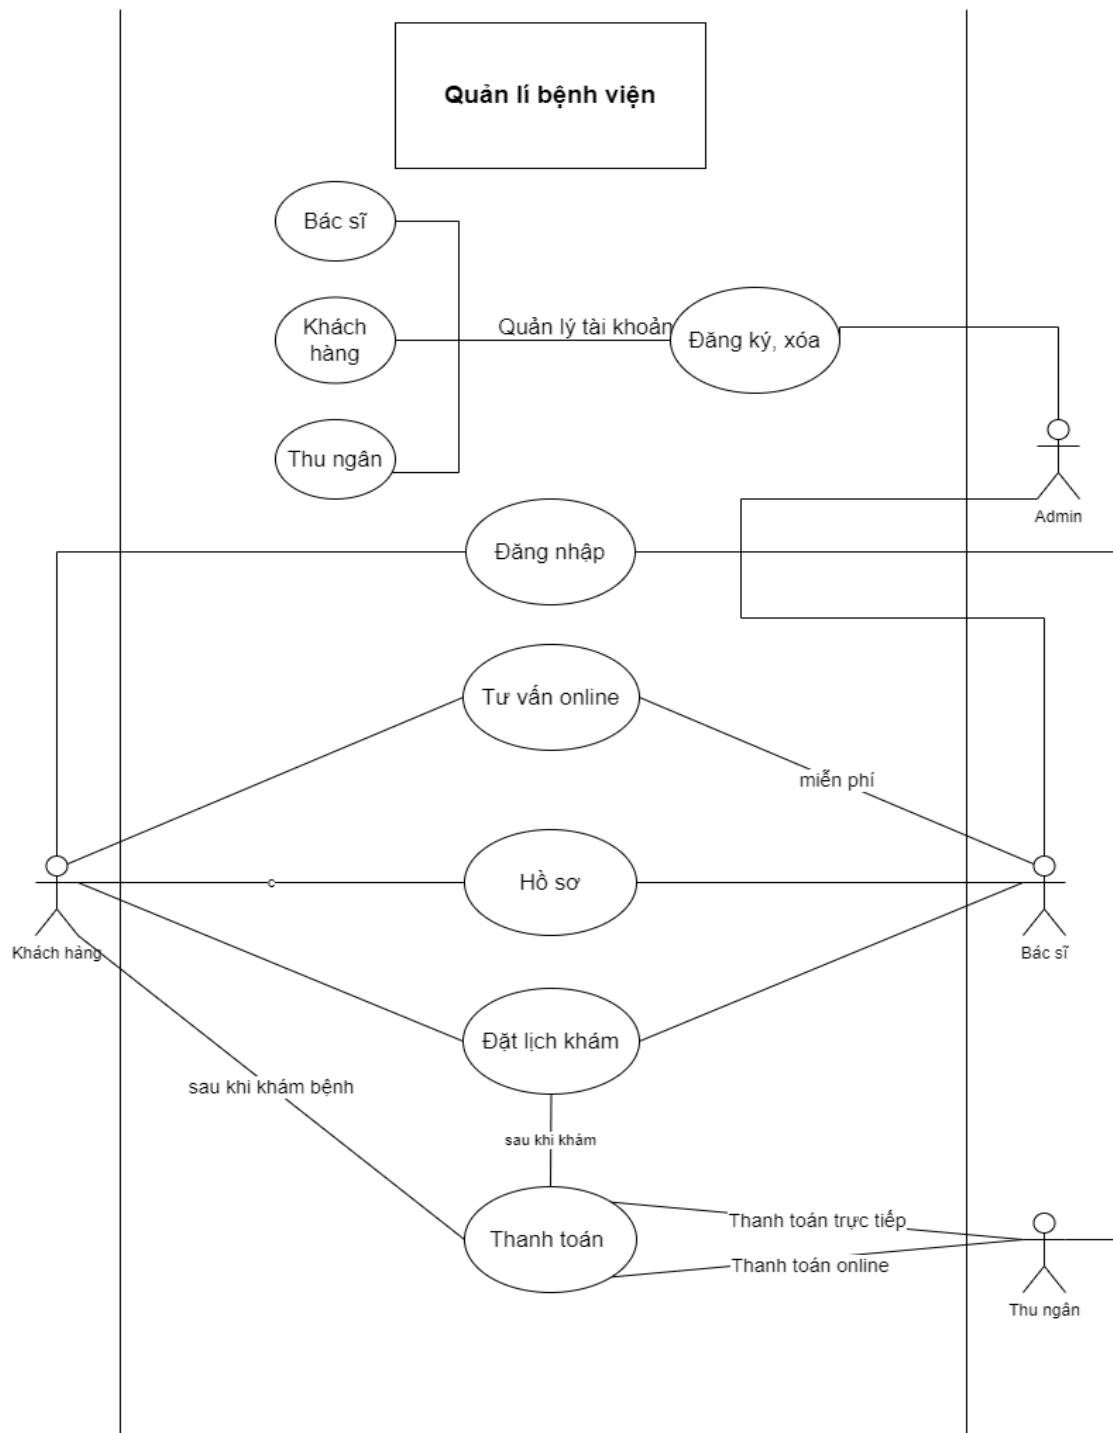 Quản lí bệnh viện
Bác sĩ
Khách
hàng
Quản lý tài khoản
Đăng ký, xóa
Thu ngân
Admin
Đăng nhập
Tư vấn online
miễn phí
c
Hồ sơ
Khách hàng
Bác sĩ
Đặt lịch khám
sau khi khám bệnh
sau khi khám
Thanh toán
Thanh toán trực tiếp
Thanh toán online
Thu ngân